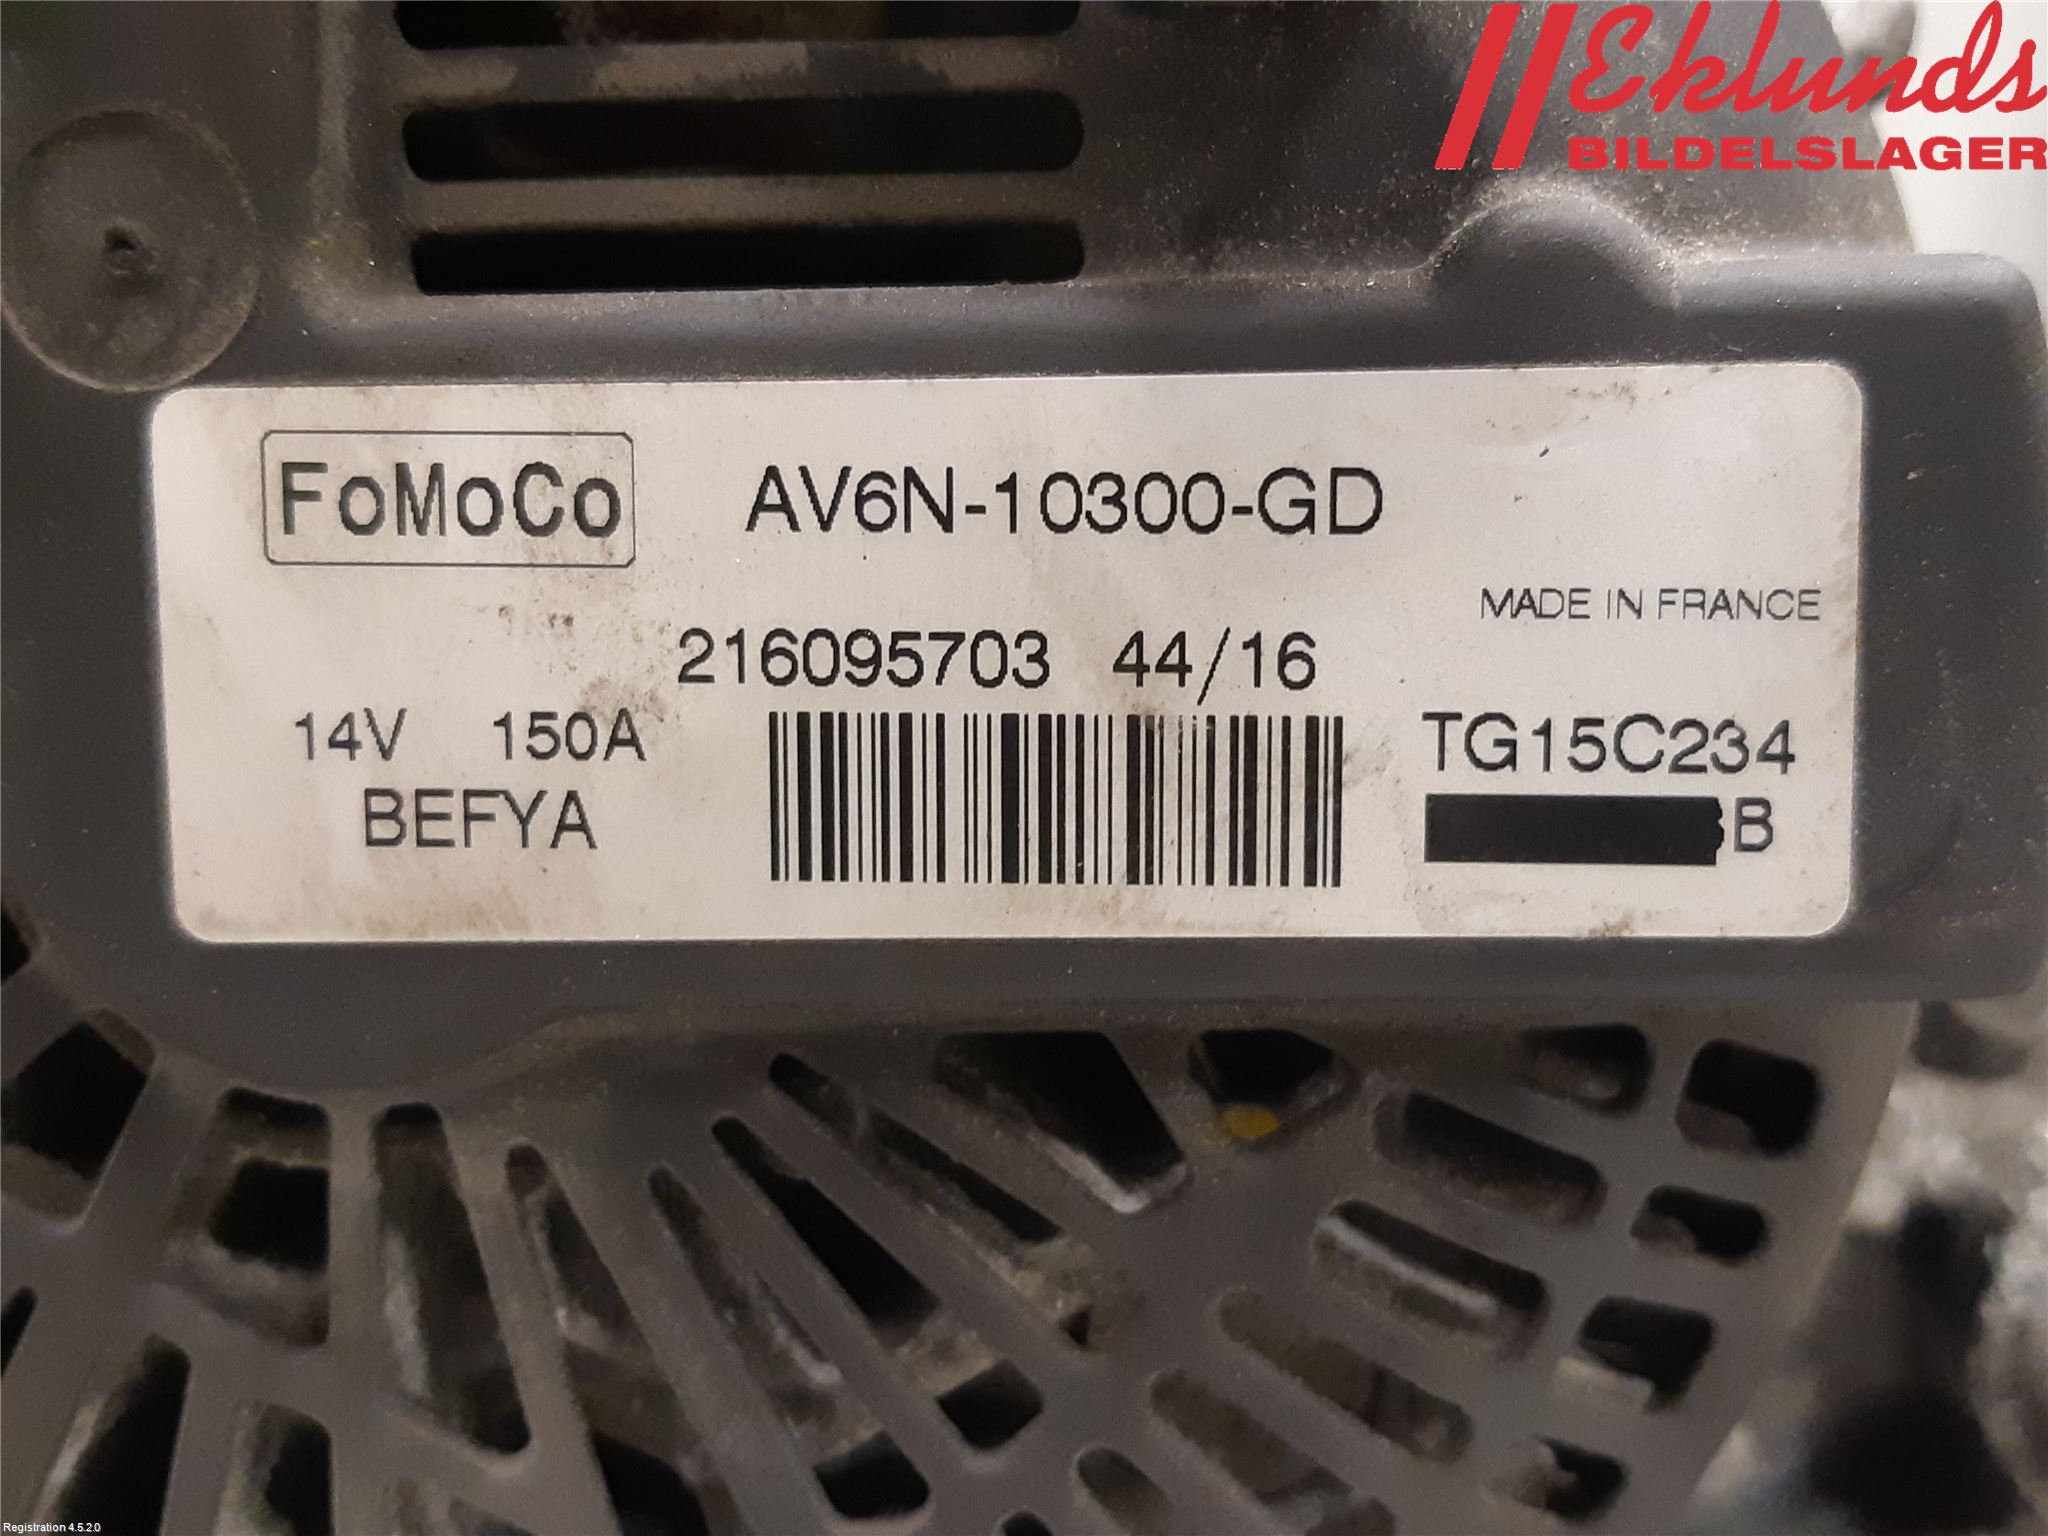 Eklunds
BILDELSLAGER
FoMoCo AV6N-10300-GD
MADE IN FRANCE
216095703 44/16
14V 150A
BEFYA
TG15C234
B
Registration 4.5.2.0